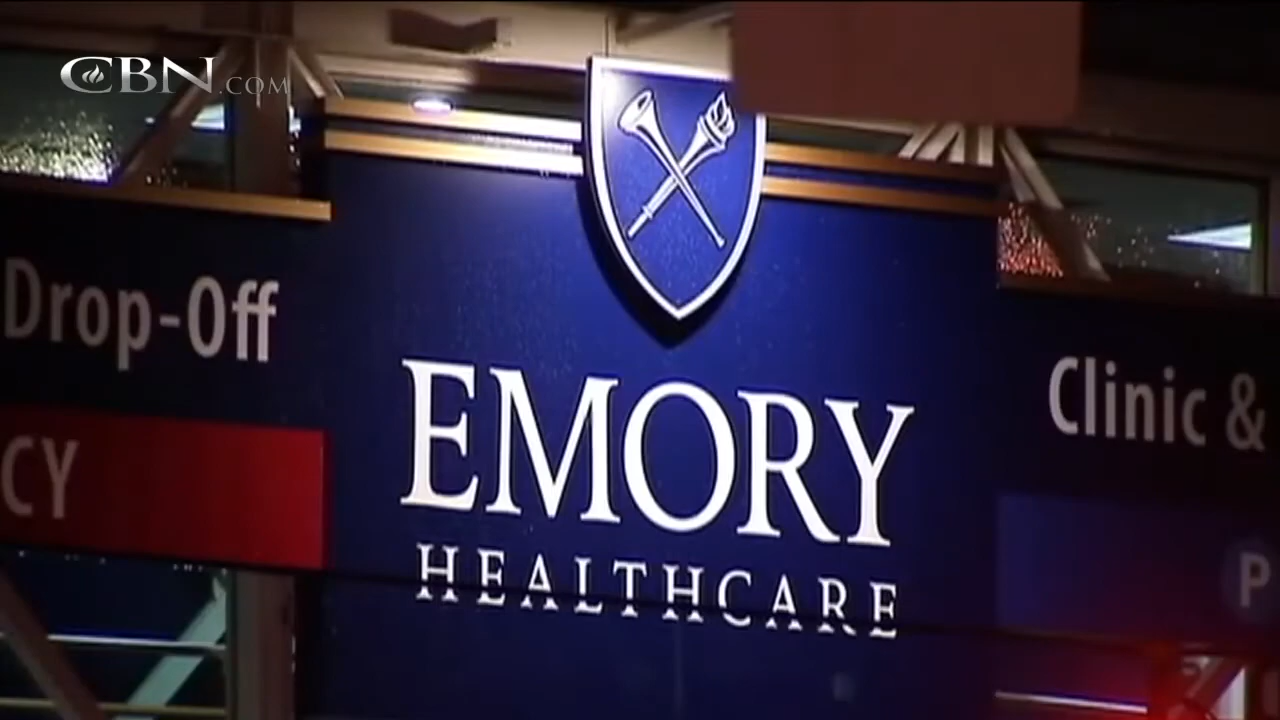 CBN.COM
Drop-Off
CY
EMORY
HEALTHCARE
Clinic &
P